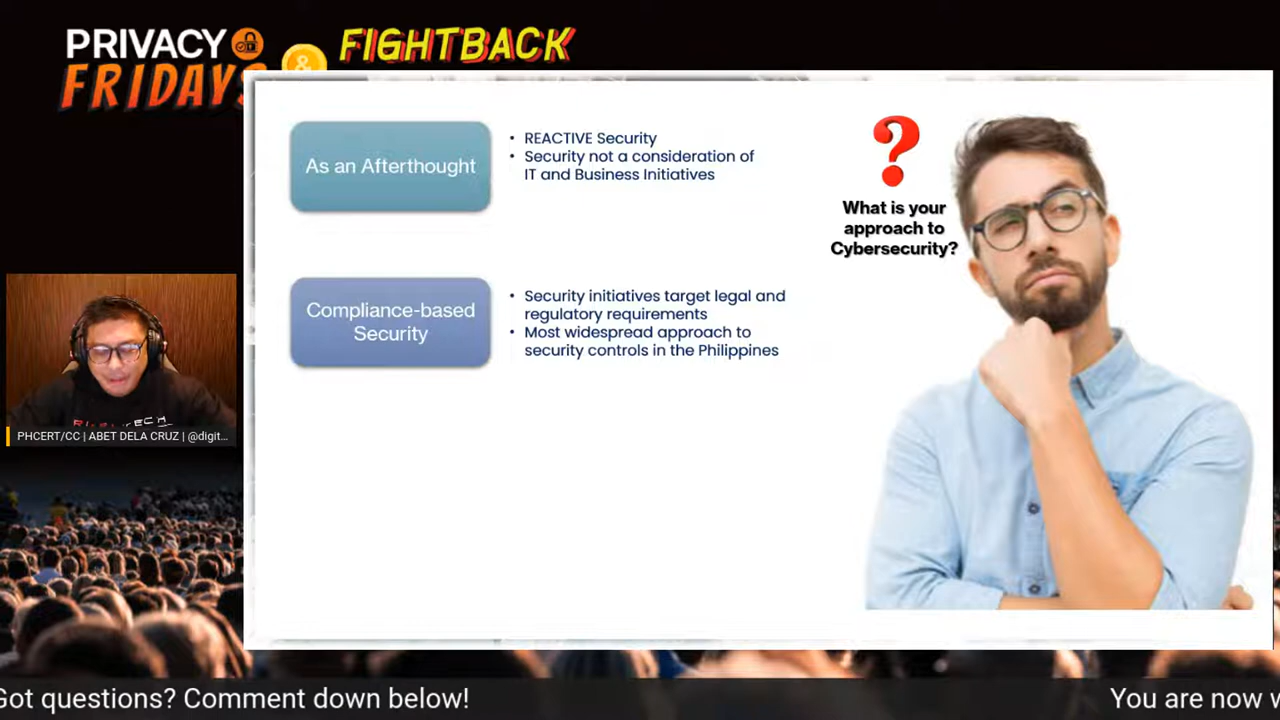 PRIVACY
FRIDAYS
&
FIGHTBACK
As an Afterthought
• REACTIVE Security
• Security not a consideration of
IT and Business Initiatives
?
What is your
approach to
Cybersecurity?
Compliance-based
Security
• Security initiatives target legal and
regulatory requirements
• Most widespread approach to
security controls in the Philippines
PHCERT/CC | ABET DELA CRUZ | @digit...
Got questions? Comment down below!
You are now